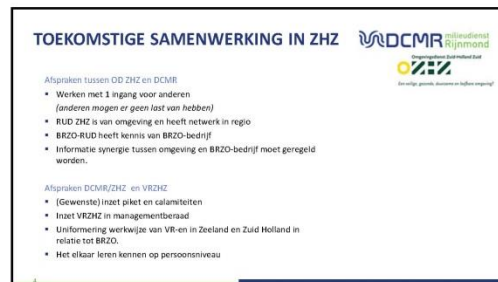 TOEKOMSTIGE SAMENWERKING IN ZHZ
DCMR milieudienst
Rijnmond
Omgevingsdienst Zuid-Holland Zuid
OZHZ
Afspraken tussen OD ZHZ en DCMR
▪ Werken met 1 ingang voor anderen
(anderen mogen er geen last van hebben)
▪ RUD ZHZ is van omgeving en heeft netwerk in regio
▪ BRZO-RUD heeft kennis van BRZO-bedrijf
▪ Informatie synergie tussen omgeving en BRZO-bedrijf moet geregeld
worden.
Afspraken DCMR/ZHZ en VRZHZ
▪ (Gewenste) inzet piket en calamiteiten
▪ Inzet VRZHZ in managementberaad
▪ Uniformering werkwijze van VR-en in Zeeland en Zuid Holland in
relatie tot BRZO.
▪ Het elkaar leren kennen op persoonsniveau